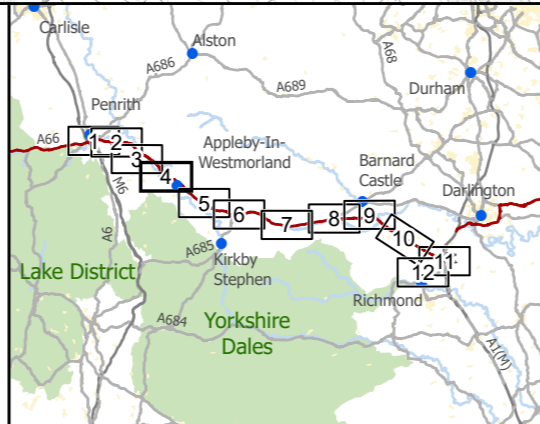 Carlisle
Alston
A68
A686
A689
Durham
Penrith
A66
1
2
3
Appleby-In-
Westmorland
4
M6
Barnard
Castle
Darlington
5
6
7
8
9
10
11
12
A6
A685
Kirkby
Stephen
Lake District
Richmond
A684
Yorkshire
Dales
A1(M)